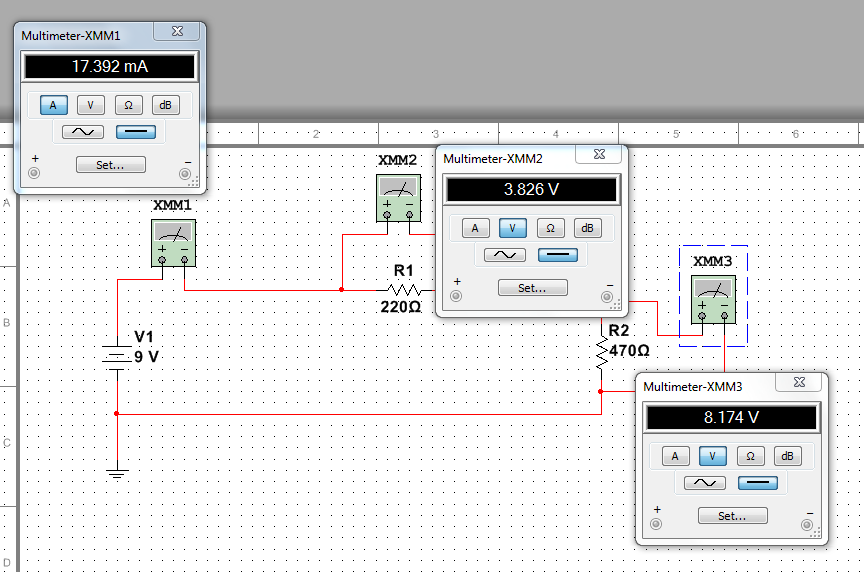 Multimeter-XMM1
17.392 mA
A V Ω dB
+ Set... −
2 3 4 5 6
A
B
C
D
XMM1
XMM2
Multimeter-XMM2
3.826 V
A V Ω dB
+ Set... −
XMM3
R1
220Ω
V1
9 V
R2
470Ω
Multimeter-XMM3
8.174 V
A V Ω dB
+ Set... −